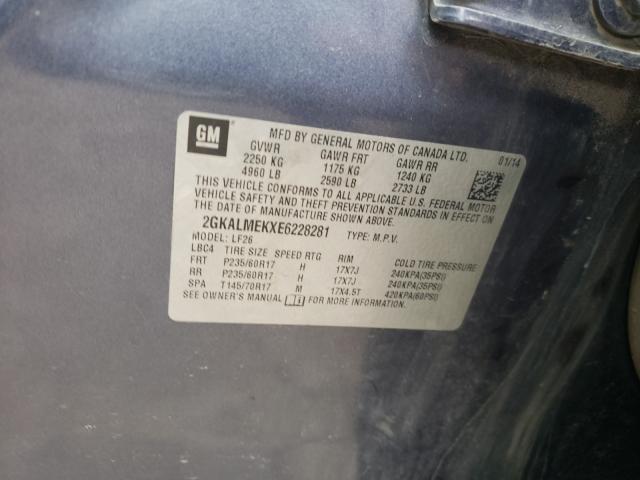 GM
MFD BY GENERAL MOTORS OF CANADA LTD.
GVWR GAWR FRT GAWR RR 01/14
2250 KG 1175 KG 1240 KG
4960 LB 2590 LB 2733 LB
THIS VEHICLE CONFORMS TO ALL APPLICABLE U.S. FEDERAL
VEHICLE SAFETY AND THEFT PREVENTION STANDARDS IN EFFECT ON
THE DATE OF MANUFACTURE SHOWN ABOVE.
2GKALMEKXE6228281 TYPE: M.P.V.
MODEL: LF26
LBC4 TIRE SIZE SPEED RTG RIM COLD TIRE PRESSURE
FRT P235/60R17 H 17X7J 240KPA(35PSI)
RR P235/60R17 H 17X7J 240KPA(35PSI)
SPA T145/70R17 M 17X4.5T 420KPA(60PSI)
SEE OWNER'S MANUAL FOR MORE INFORMATION.